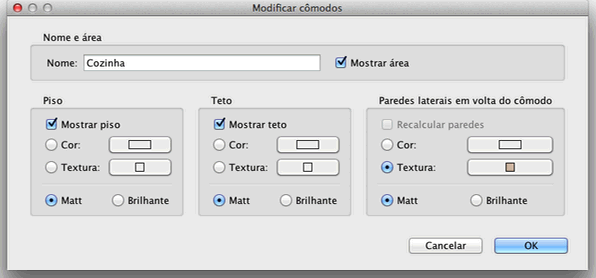 Modificar cômodos
Nome e área
Nome: Cozinha Mostrar área
Piso Teto Paredes laterais em volta do cômodo
Mostrar piso Mostrar teto Recalcular paredes
Cor: Cor: Cor:
Textura: Textura: Textura:
Matt Brilhante Matt Brilhante Matt Brilhante
Cancelar OK